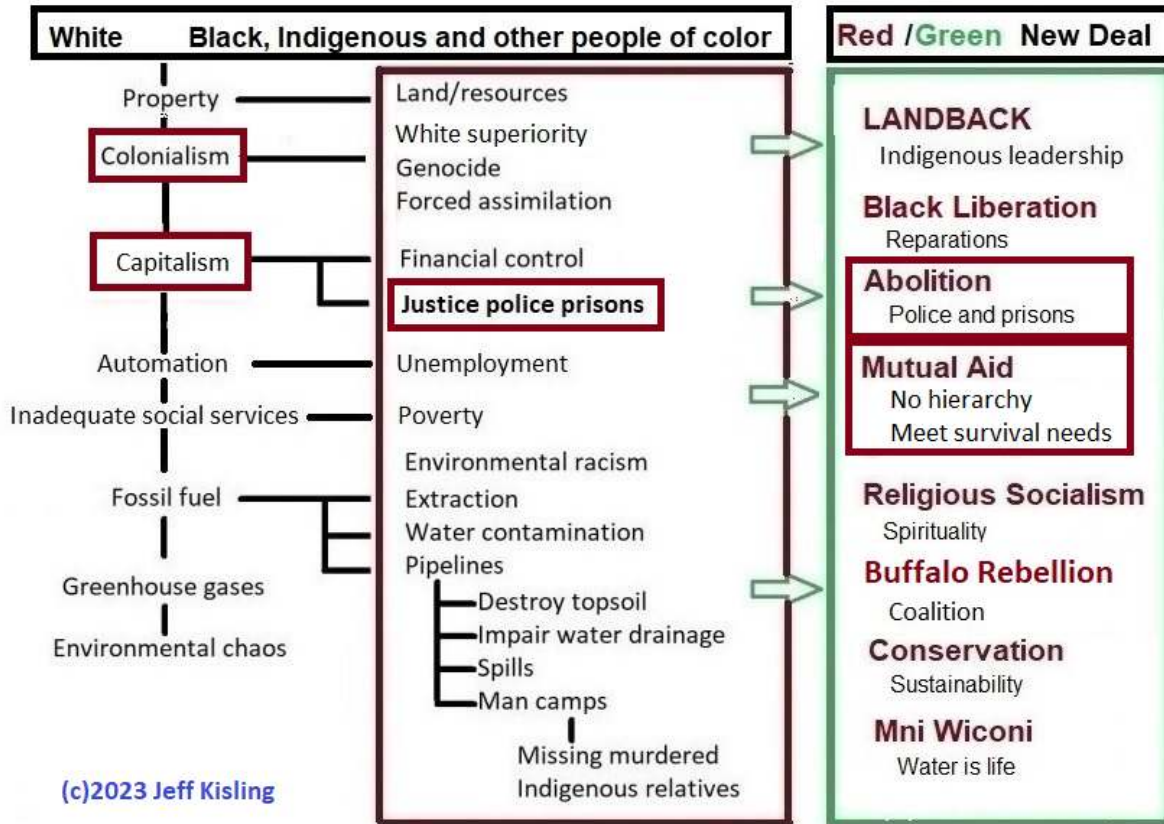 White Black, Indigenous and other people of color
Property
Colonialism
Capitalism
Automation
Inadequate social services
Fossil fuel
Greenhouse gases
Environmental chaos
(c)2023 Jeff Kisling
Land/resources
White superiority
Genocide
Forced assimilation
Financial control
Justice police prisons
Unemployment
Poverty
Environmental racism
Extraction
Water contamination
Pipelines
Destroy topsoil
Impair water drainage
Spills
Man camps
Missing murdered
Indigenous relatives
Red /Green New Deal
LANDBACK
Indigenous leadership
Black Liberation
Reparations
Abolition
Police and prisons
Mutual Aid
No hierarchy
Meet survival needs
Religious Socialism
Spirituality
Buffalo Rebellion
Coalition
Conservation
Sustainability
Mni Wiconi
Water is life